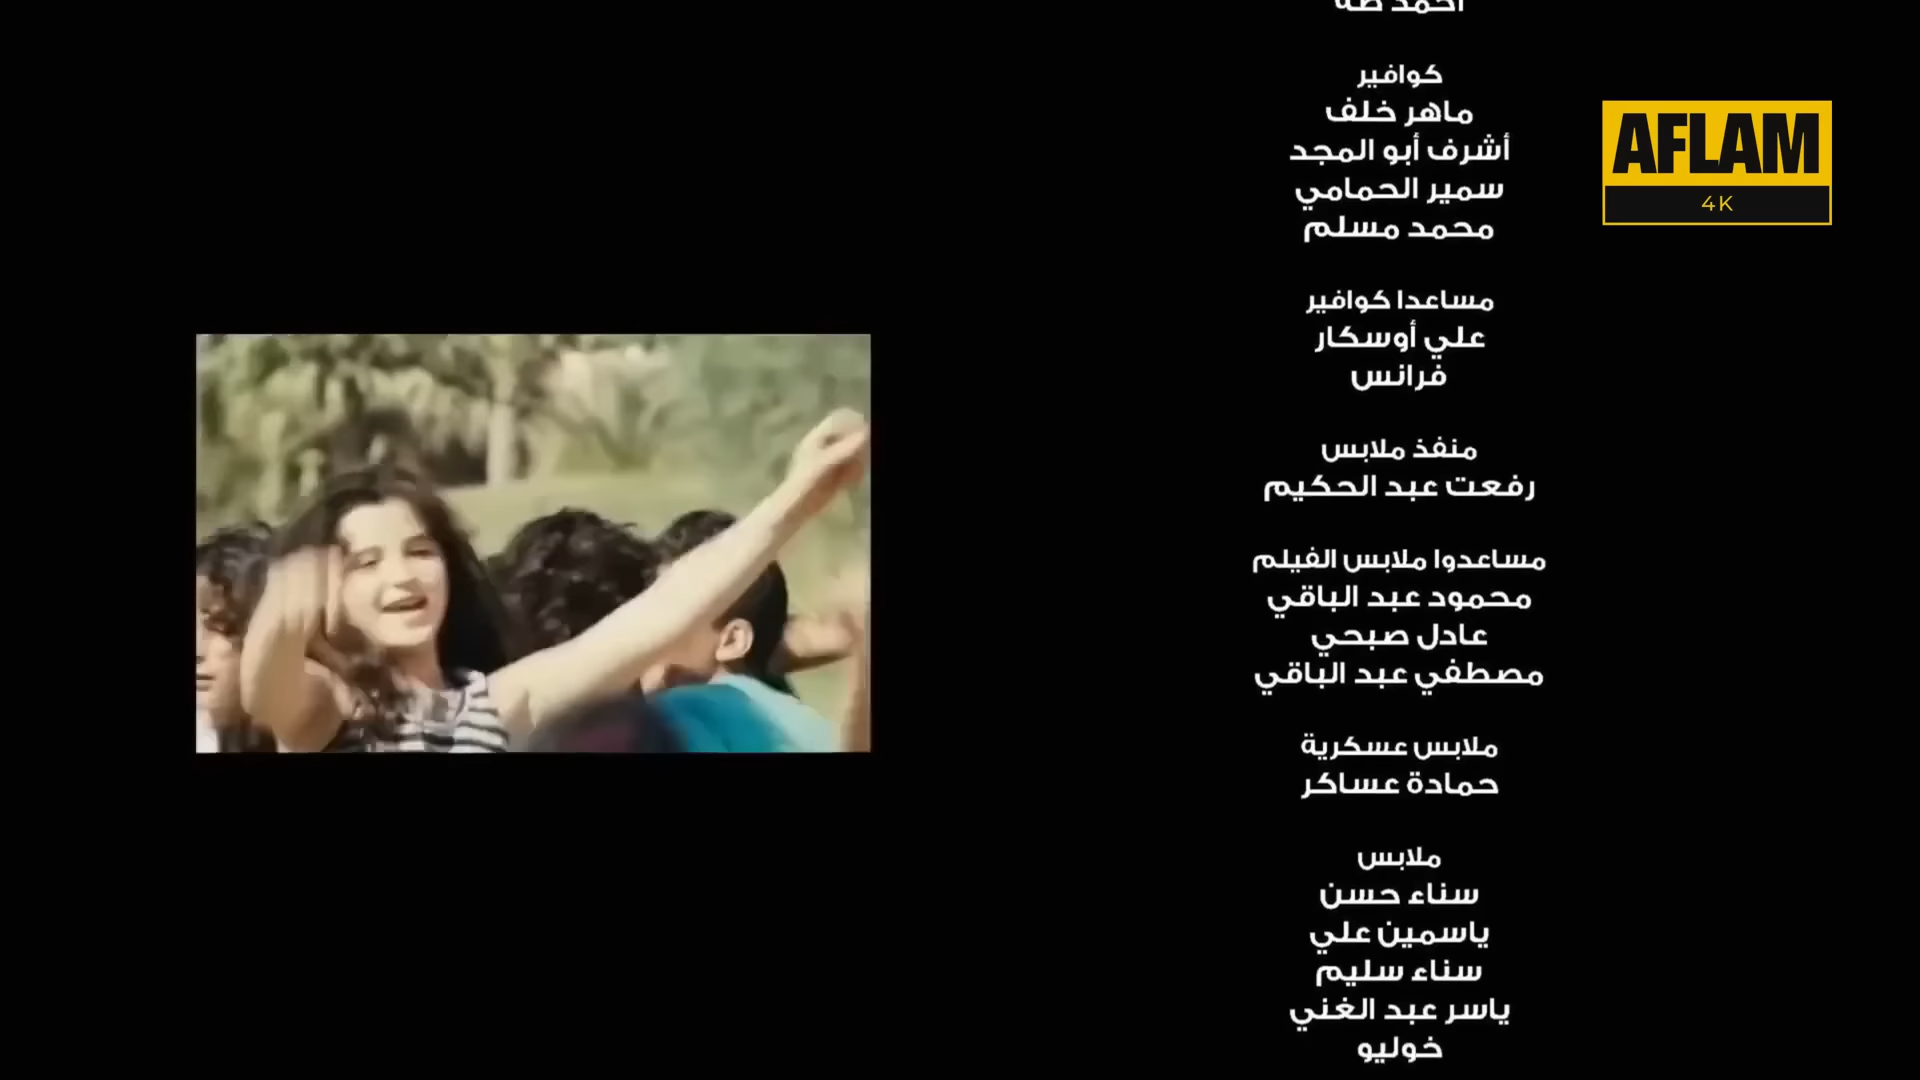 أحمد طه
كوافير
ماهر خلف
أشرف أبو المجد
سمير الحمامي
محمد مسلم
مساعدا كوافير
علي أوسكار
فرانس
منفذ ملابس
رفعت عبد الحكيم
مساعدوا ملابس الفيلم
محمود عبد الباقي
عادل صبحي
مصطفي عبد الباقي
ملابس عسكرية
حمادة عساكر
ملابس
سناء حسن
ياسمين علي
سناء سليم
ياسر عبد الغني
خوليو
AFLAM
4K